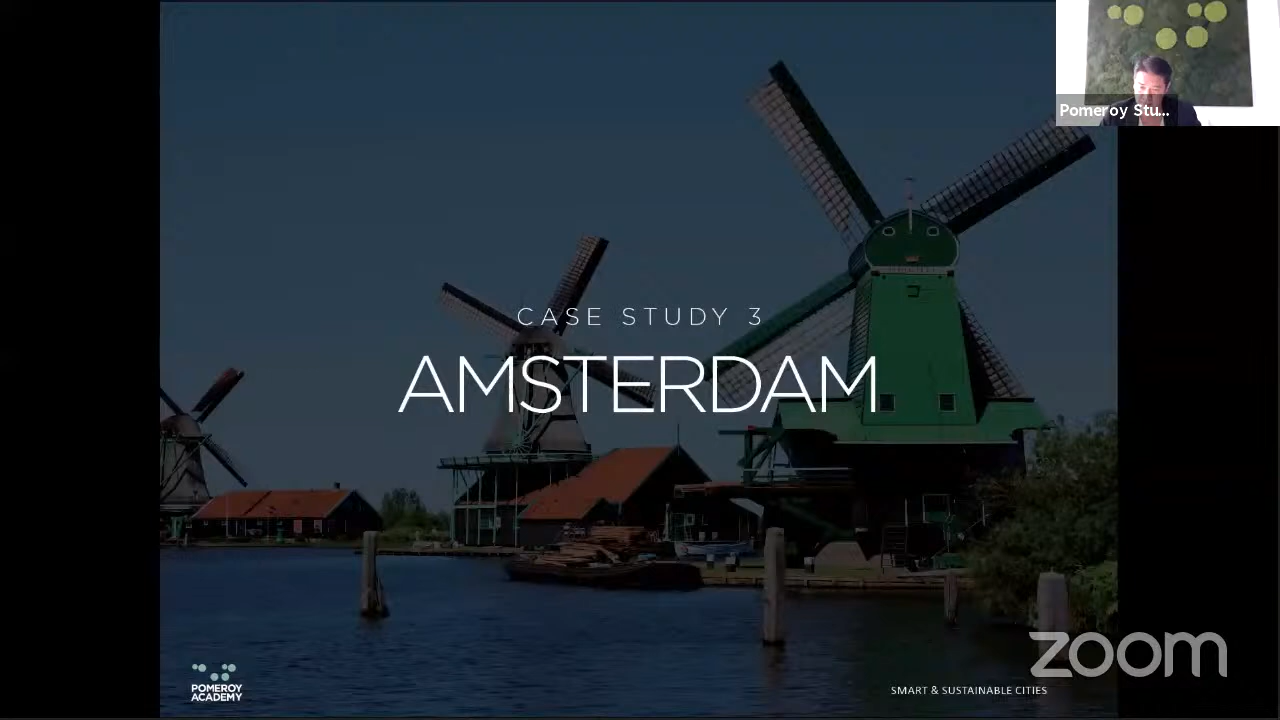 Pomeroy Stu...
CASE STUDY 3
AMSTERDAM
zoom
POMEROY
ACADEMY
SMART & SUSTAINABLE CITIES